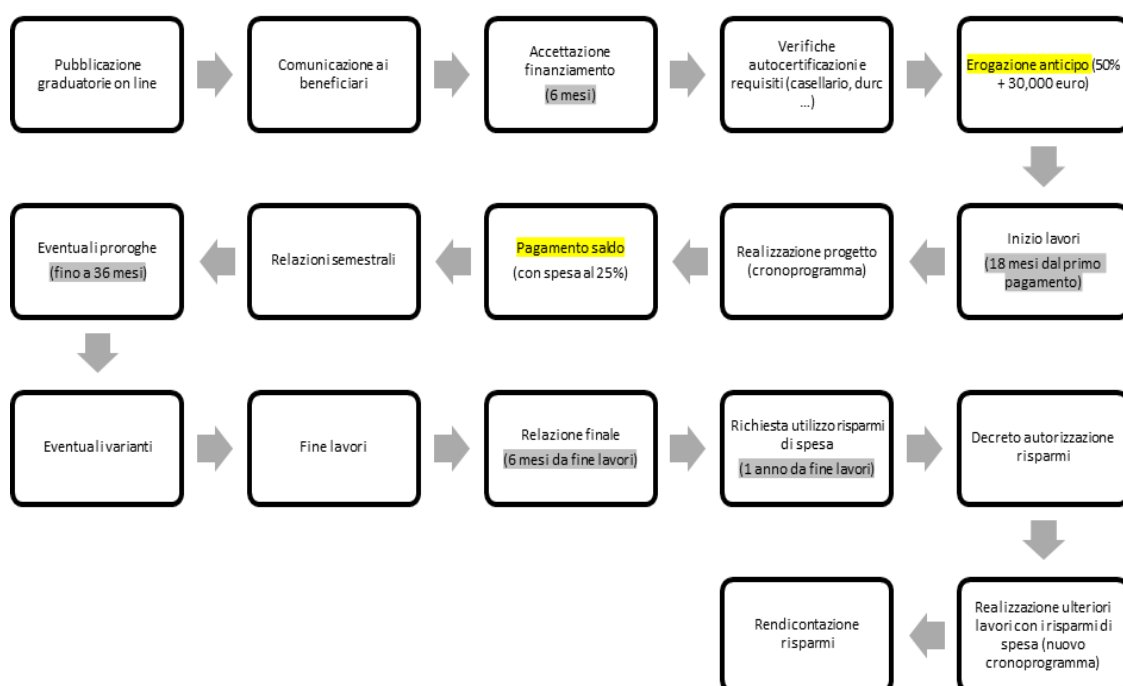 Pubblicazione
graduatorie on line
Comunicazione ai
beneficiari
Accettazione
finanziamento
(6 mesi)
Verifiche
autocertificazioni e
requisiti (casellario, durc
...)
Erogazione anticipo (50%
+ 30,000 euro)
Eventuali proroghe
(fino a 36 mesi)
Relazioni semestrali
Pagamento saldo
(con spesa al 25%)
Realizzazione progetto
(cronoprogramma)
Inizio lavori
(18 mesi dal primo
pagamento)
Eventuali varianti
Fine lavori
Relazione finale
(6 mesi da fine lavori)
Richiesta utilizzo risparmi
di spesa
(1 anno da fine lavori)
Decreto autorizzazione
risparmi
Rendicontazione
risparmi
Realizzazione ulteriori
lavori con i risparmi di
spesa (nuovo
cronoprogramma)